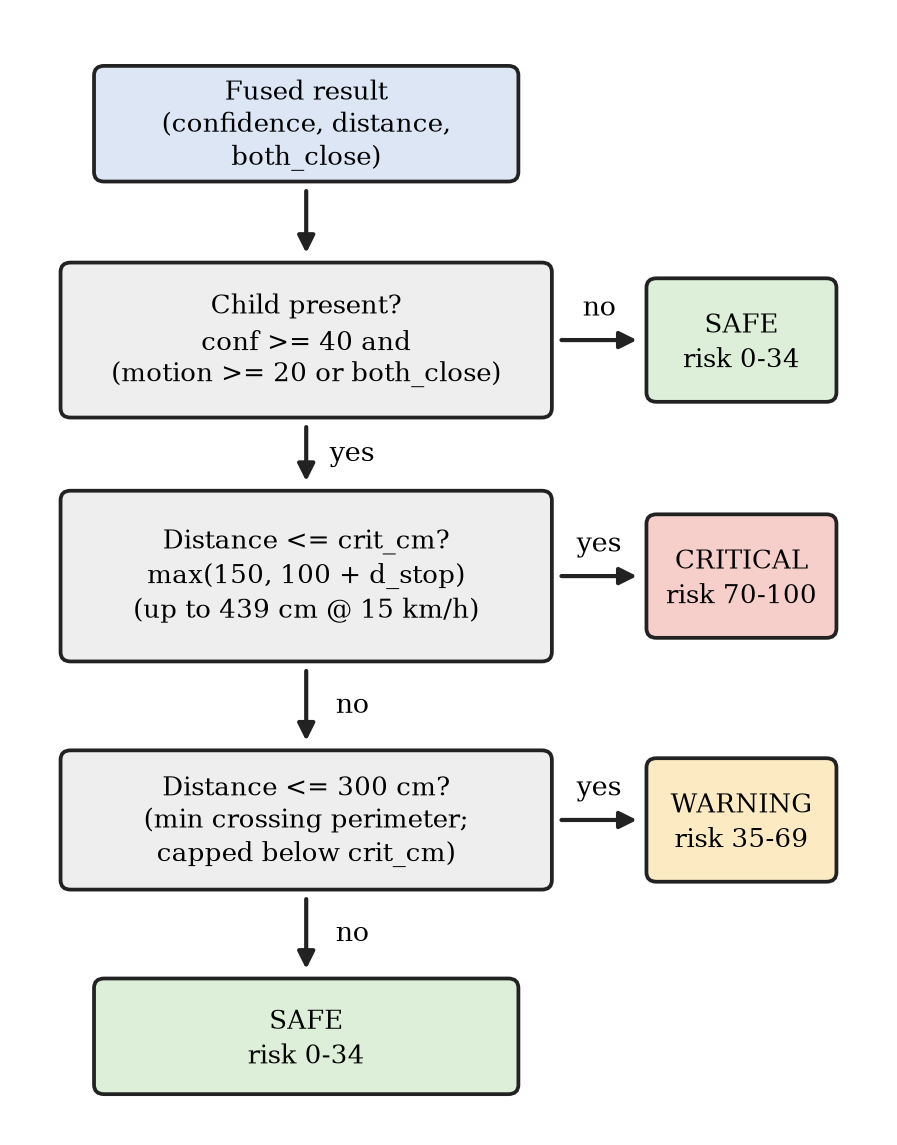 Fused result
(confidence, distance,
both_close)
Child present?
conf >= 40 and
(motion >= 20 or both_close)
no
SAFE
risk 0-34
yes
Distance <= crit_cm?
max(150, 100 + d_stop)
(up to 439 cm @ 15 km/h)
yes
CRITICAL
risk 70-100
no
Distance <= 300 cm?
(min crossing perimeter;
capped below crit_cm)
yes
WARNING
risk 35-69
no
SAFE
risk 0-34